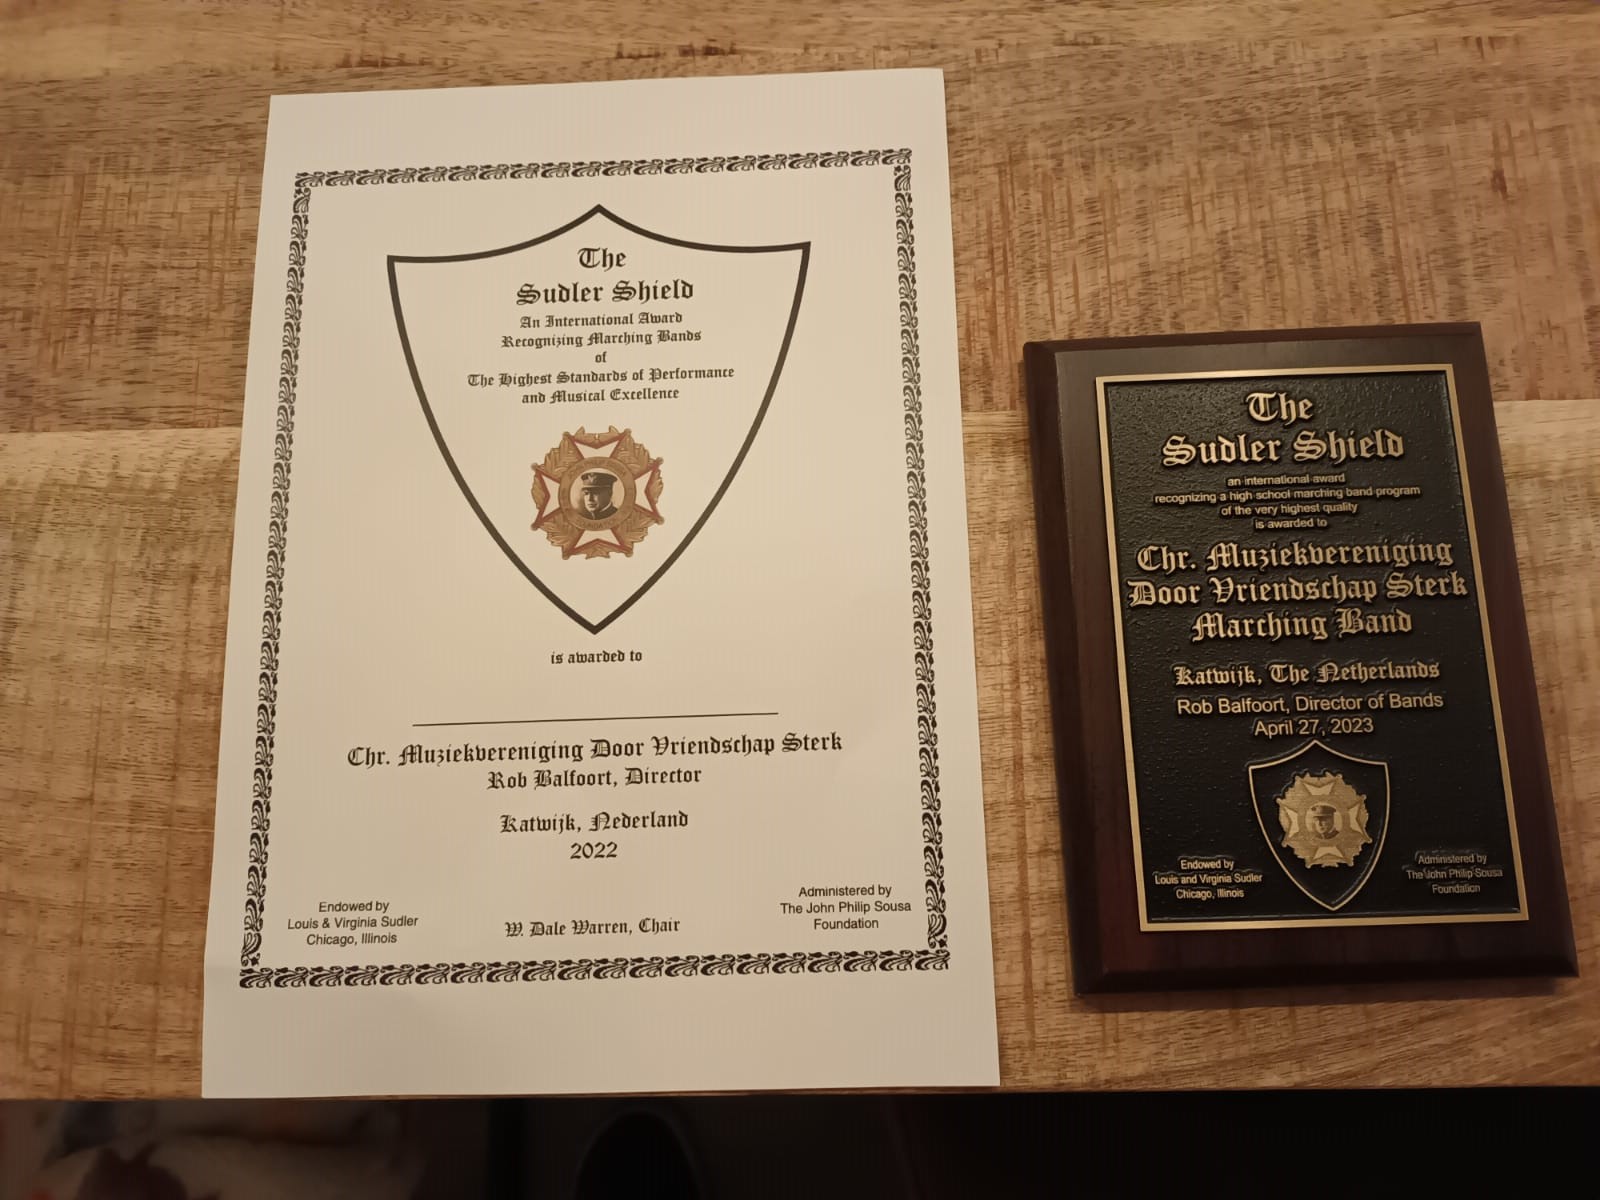 The
Sudler Shield
An International Award
Recognizing Marching Bands
of
The Highest Standards of Performance
and Musical Excellence
is awarded to
Chr. Muziekvereniging Door Vriendschap Sterk
Rob Balfoort, Director
Katwijk, Nederland
2022
Endowed by
Louis & Virginia Sudler
Chicago, Illinois
W. Dale Warren, Chair
Administered by
The John Philip Sousa
Foundation
The
Sudler Shield
an international award
recognizing a high school marching band program
of the very highest quality
is awarded to
Chr. Muziekvereniging
Door Vriendschap Sterk
Marching Band
Katwijk, The Netherlands
Rob Balfoort, Director of Bands
April 27, 2023
Endowed by
Louis and Virginia Sudler
Chicago, Illinois
Administered by
The John Philip Sousa
Foundation